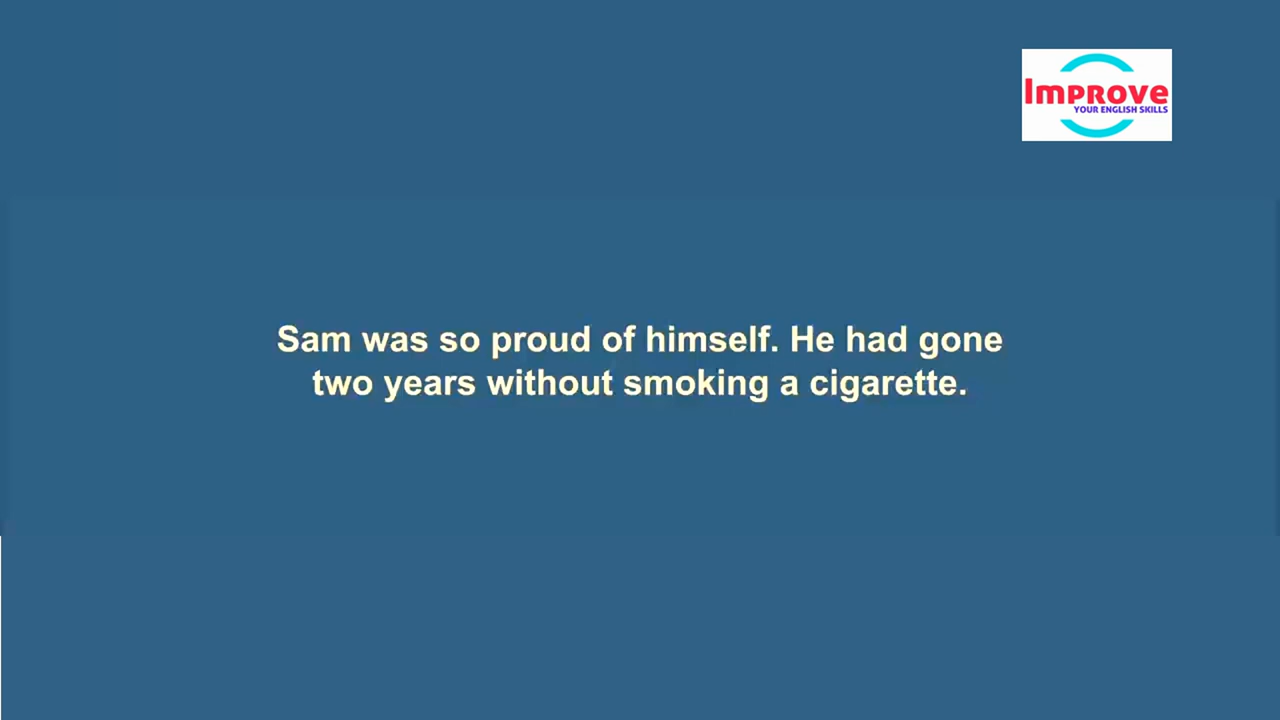 Improve
YOUR ENGLISH SKILLS
Sam was so proud of himself. He had gone
two years without smoking a cigarette.